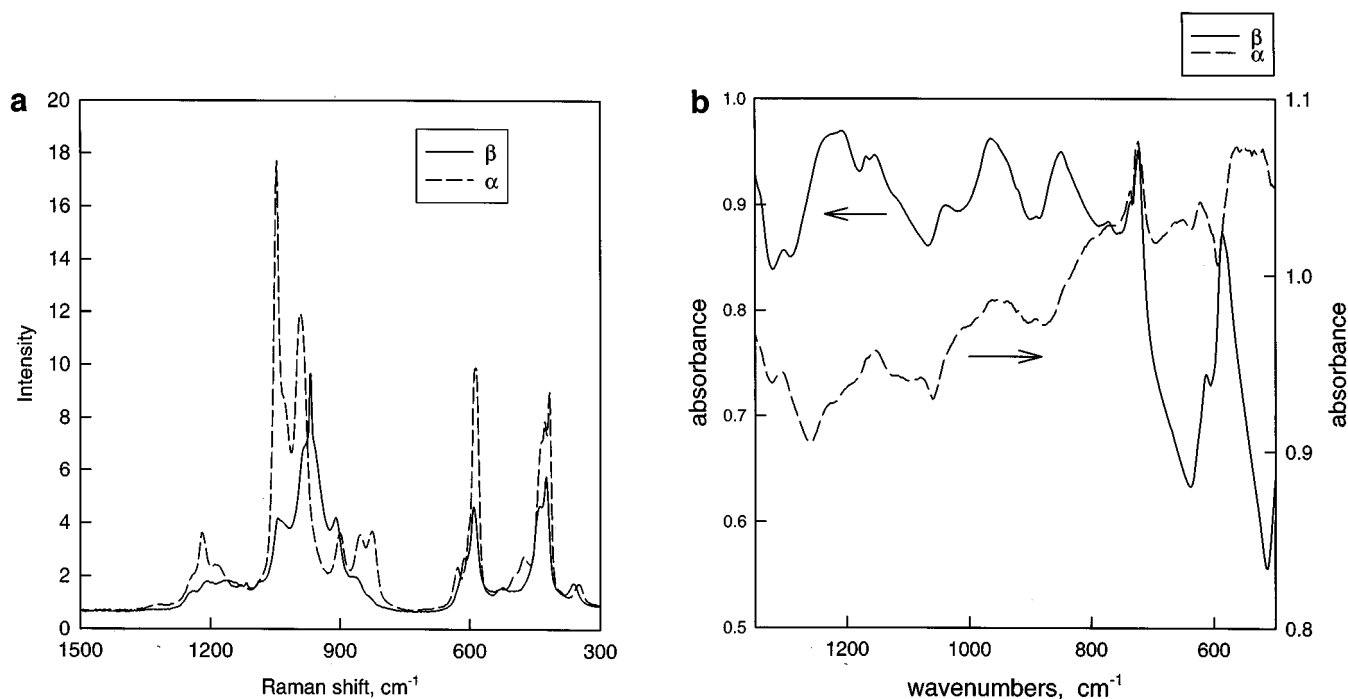 a
20
18
16
14
12
10
8
6
4
2
0
Intensity
β
α
1500 1200 900 600 300
Raman shift, cm⁻¹
β
α
b
1.0
0.9
0.8
0.7
0.6
0.5
absorbance
1.1
1.0
0.9
0.8
absorbance
1200 1000 800 600
wavenumbers, cm⁻¹